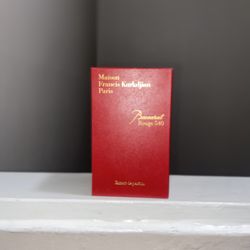 Maison
Francis Kurkdjian
Paris
Baccarat
Rouge 540
Extrait de parfum